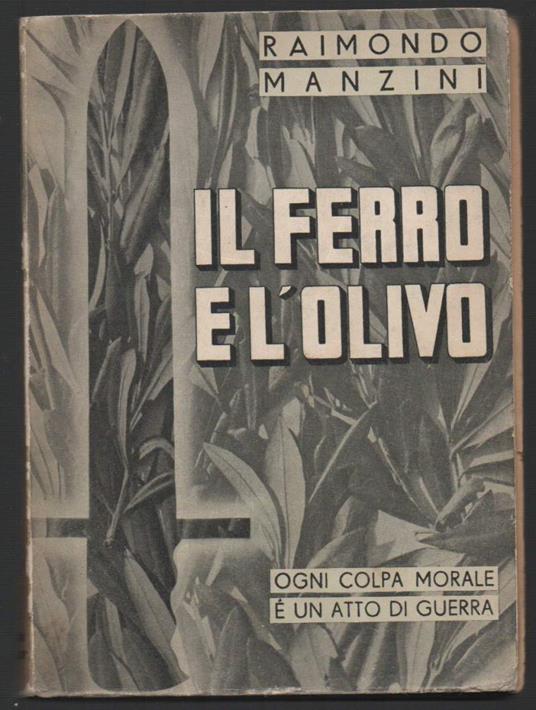 RAIMONDO
MANZINI
IL FERRO
E L'OLIVO
OGNI COLPA MORALE
É UN ATTO DI GUERRA